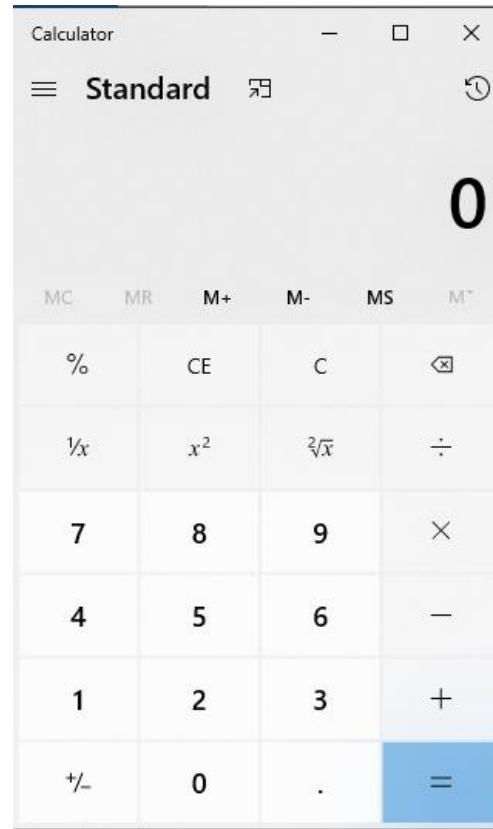 Calculator
Standard
0
MC MR M+ M- MS M˅
% CE C
¹/x x² ²√x ÷
7 8 9 ×
4 5 6 −
1 2 3 +
+/− 0 . =